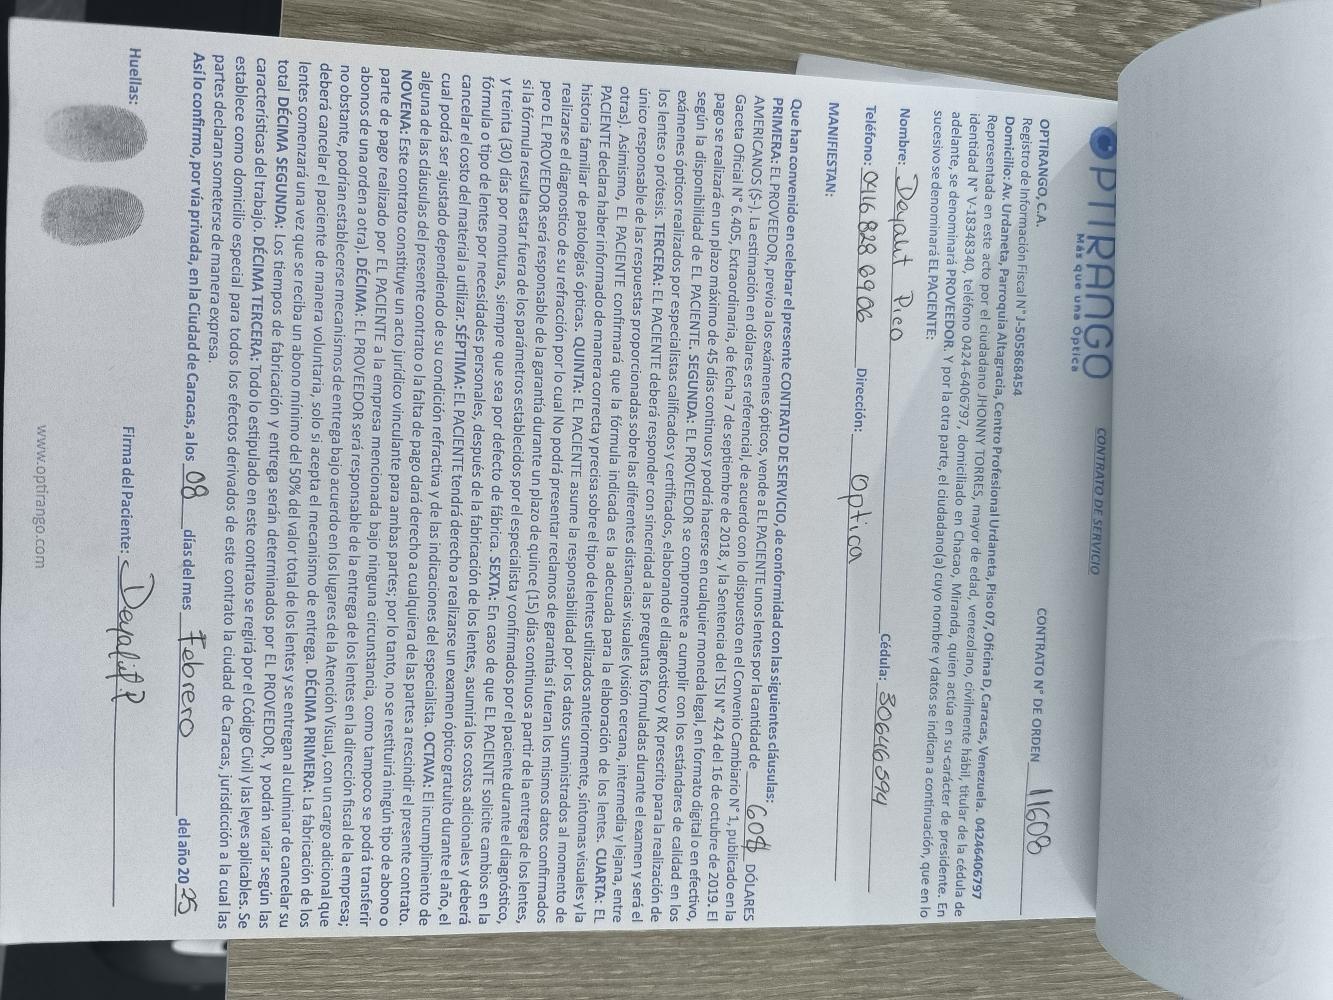 OPTIRANGO
Más que una Óptica
CONTRATO DE SERVICIO
CONTRATO N° DE ORDEN 11608
OPTIRANGO, C.A.
Registro de Información Fiscal N° J-505868454
Domicilio: Av. Urdaneta, Parroquia Altagracia, Centro Profesional Urdaneta, Piso 07, Oficina D, Caracas, Venezuela. 04246406797
Representada en este acto por el ciudadano JHONNY TORRES, mayor de edad, venezolano, civilmente hábil, titular de la cédula de
identidad N° V-18348340, teléfono 0424-6406797, domiciliado en Chacao, Miranda, quien actúa en su carácter de presidente. En
adelante, se denominará PROVEEDOR. Y por la otra parte, el ciudadano(a) cuyo nombre y datos se indican a continuación, que en lo
sucesivo se denominará EL PACIENTE:
Nombre: Dayalit Pico Cédula: 30646594
Teléfono: 0416 828 6906 Dirección: Optica
MANIFIESTAN:
Que han convenido en celebrar el presente CONTRATO DE SERVICIO, de conformidad con las siguientes cláusulas:
PRIMERA: EL PROVEEDOR, previo a los exámenes ópticos, vende a EL PACIENTE unos lentes por la cantidad de 60$ DÓLARES
AMERICANOS ($). La estimación en dólares es referencial, de acuerdo con lo dispuesto en el Convenio Cambiario N° 1, publicado en la
Gaceta Oficial N° 6.405, Extraordinaria, de fecha 7 de septiembre de 2018, y la Sentencia del TSJ N° 424 del 16 de octubre de 2019. El
pago se realizará en un plazo máximo de 45 días continuos y podrá hacerse en cualquier moneda legal, en formato digital o en efectivo,
según la disponibilidad de EL PACIENTE. SEGUNDA: EL PROVEEDOR se compromete a cumplir con los estándares de calidad en los
exámenes ópticos realizados por especialistas cualificados y certificados, elaborando el diagnóstico y RX prescrito para la realización de
los lentes o prótesis. TERCERA: EL PACIENTE deberá responder con sinceridad a las preguntas formuladas durante el examen y será el
único responsable de las respuestas proporcionadas sobre las diferentes distancias visuales (visión cercana, intermedia y lejana, entre
otras). Asimismo, EL PACIENTE confirmará que la fórmula indicada es la adecuada para la elaboración de los lentes. CUARTA: EL
PACIENTE declara haber informado de manera correcta y precisa sobre el tipo de lentes utilizados anteriormente, síntomas visuales y la
historia familiar de patologías ópticas. QUINTA: EL PACIENTE asume la responsabilidad por los datos suministrados al momento de
realizarse el diagnostico de su refracción por lo cual No podrá presentar reclamos de garantía si fueran los mismos datos confirmados
pero EL PROVEEDOR será responsable de la garantía durante un plazo de quince (15) días continuos a partir de la entrega de los lentes,
si la fórmula resulta estar fuera de los parámetros establecidos por el especialista y confirmados por el paciente durante el diagnóstico,
y treinta (30) días por monturas, siempre que sea por defecto de fábrica. SEXTA: En caso de que EL PACIENTE solicite cambios en la
fórmula o tipo de lentes por necesidades personales, después de la fabricación de los lentes, asumirá los costos adicionales y deberá
cancelar el costo del material a utilizar. SÉPTIMA: EL PACIENTE tendrá derecho a realizarse un examen óptico gratuito durante el año, el
cual podrá ser ajustado dependiendo de su condición refractiva y de las indicaciones del especialista. OCTAVA: El incumplimiento de
alguna de las cláusulas del presente contrato o la falta de pago dará derecho a cualquiera de las partes a rescindir el presente contrato.
NOVENA: Este contrato constituye un acto jurídico vinculante para ambas partes; por lo tanto, no se restituirá ningún tipo de abono o
parte de pago realizado por EL PACIENTE a la empresa mencionada bajo ninguna circunstancia, como tampoco se podrá transferir
abonos de una orden a otra). DÉCIMA: EL PROVEEDOR será responsable de la entrega de los lentes en la dirección fiscal de la empresa;
no obstante, podrían establecerse mecanismos de entrega bajo acuerdo en los lugares de la Atención Visual, con un cargo adicional que
deberá cancelar el paciente de manera voluntaria, solo si acepta el mecanismo de entrega. DÉCIMA PRIMERA: La fabricación de los
lentes comenzará una vez que se reciba un abono mínimo del 50% del valor total de los lentes y se entregan al culminar de cancelar su
total DÉCIMA SEGUNDA: Los tiempos de fabricación y entrega serán determinados por EL PROVEEDOR, y podrán variar según las
características del trabajo. DÉCIMA TERCERA: Todo lo estipulado en este contrato se regirá por el Código Civil y las leyes aplicables. Se
establece como domicilio especial para todos los efectos derivados de este contrato la ciudad de Caracas, jurisdicción a la cual las
partes declaran someterse de manera expresa.
Así lo confirmo, por vía privada, en la Ciudad de Caracas, a los 08 días del mes Febrero del año 2025
Huellas: Firma del Paciente: Dayalit P
www.optirango.com